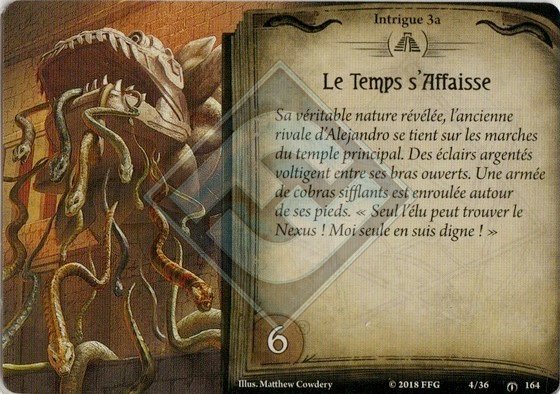 Intrigue 3a
Le Temps s'Affaisse
Sa véritable nature révélée, l'ancienne
rivale d'Alejandro se tient sur les marches
du temple principal. Des éclairs argentés
voltigent entre ses bras ouverts. Une armée
de cobras sifflants est enroulée autour
de ses pieds. « Seul l'élu peut trouver le
Nexus ! Moi seule en suis digne ! »
6
Illus. Matthew Cowdery © 2018 FFG 4/36 164